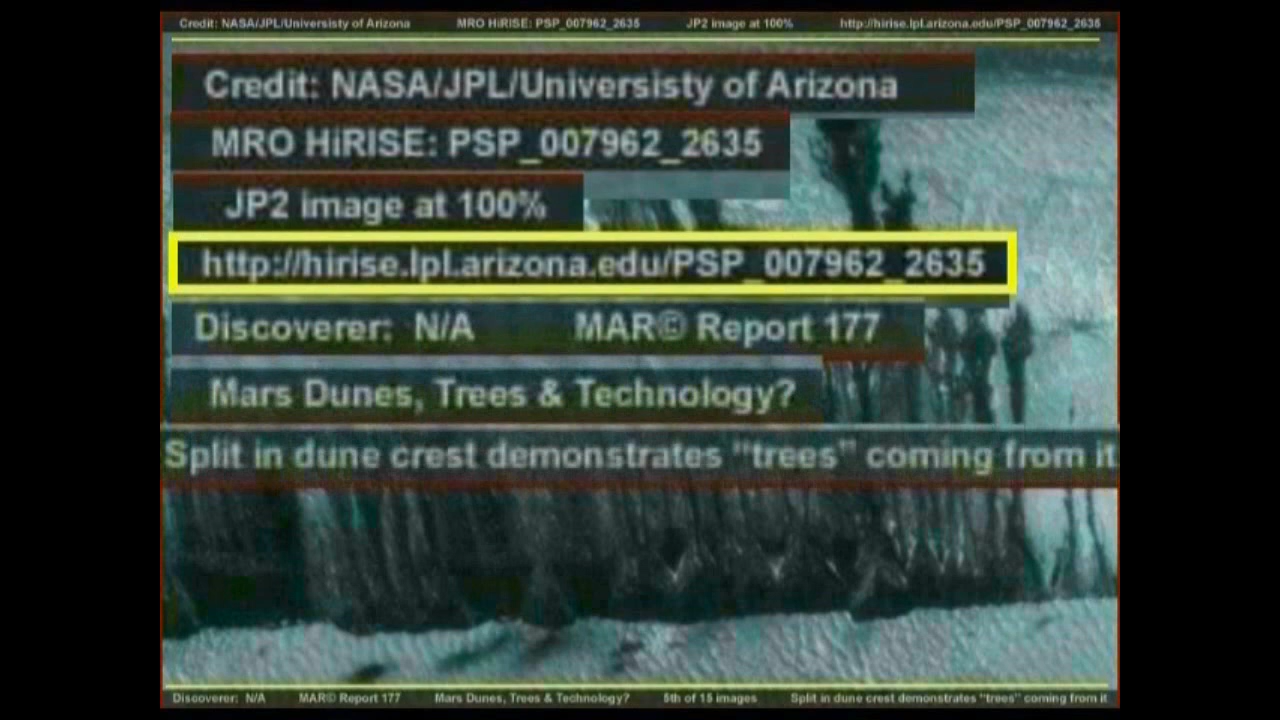 Credit: NASA/JPL/Universisty of Arizona MRO HiRISE: PSP_007962_2635 JP2 image at 100% http://hirise.lpl.arizona.edu/PSP_007962_2635
Credit: NASA/JPL/Universisty of Arizona
MRO HiRISE: PSP_007962_2635
JP2 image at 100%
http://hirise.lpl.arizona.edu/PSP_007962_2635
Discoverer: N/A MAR© Report 177
Mars Dunes, Trees & Technology?
Split in dune crest demonstrates "trees" coming from it
Discoverer: N/A MAR© Report 177 Mars Dunes, Trees & Technology? 5th of 15 images Split in dune crest demonstrates "trees" coming from it